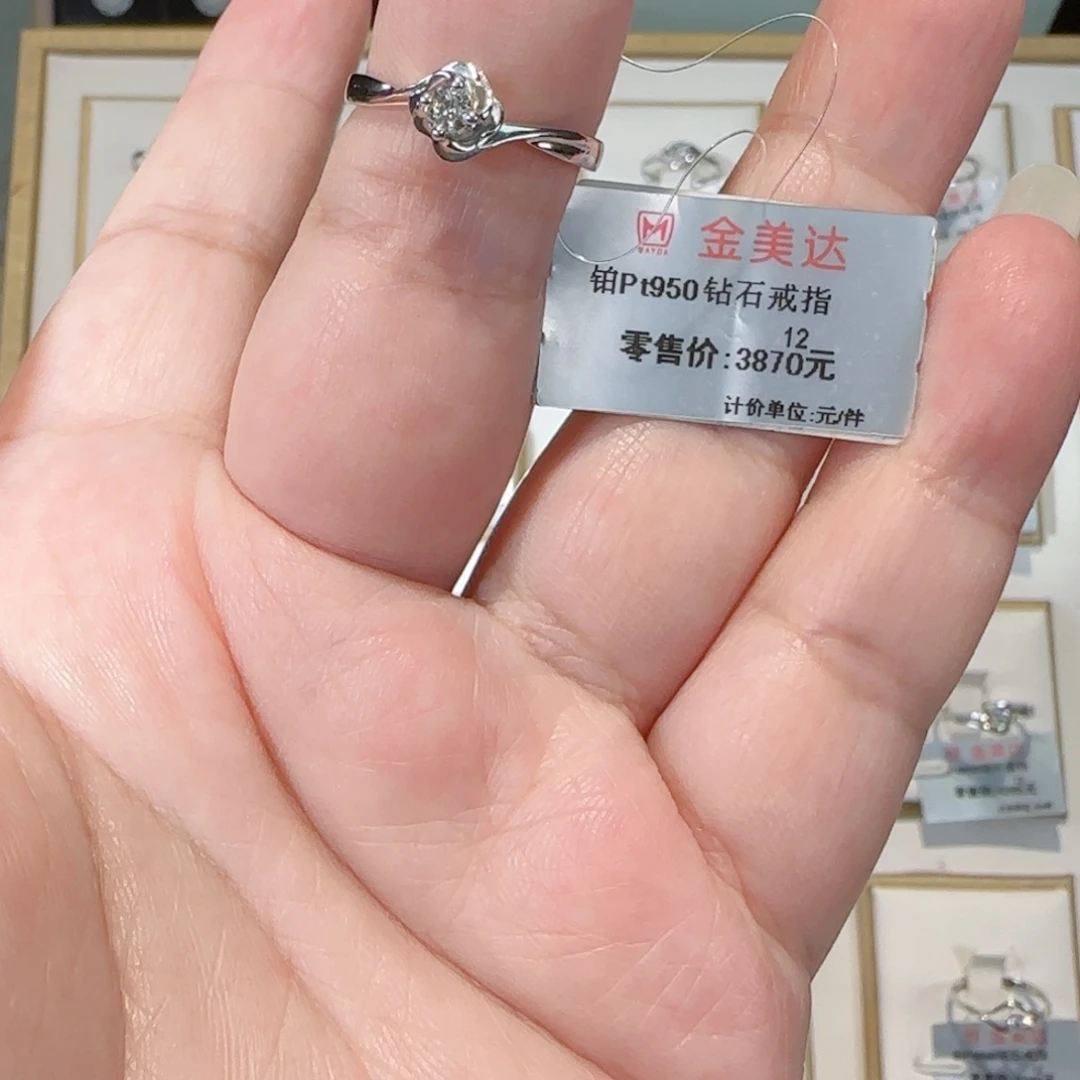 MAYDA 金美达
铂Pt950钻石戒指
12
零售价:3870元
计价单位:元/件